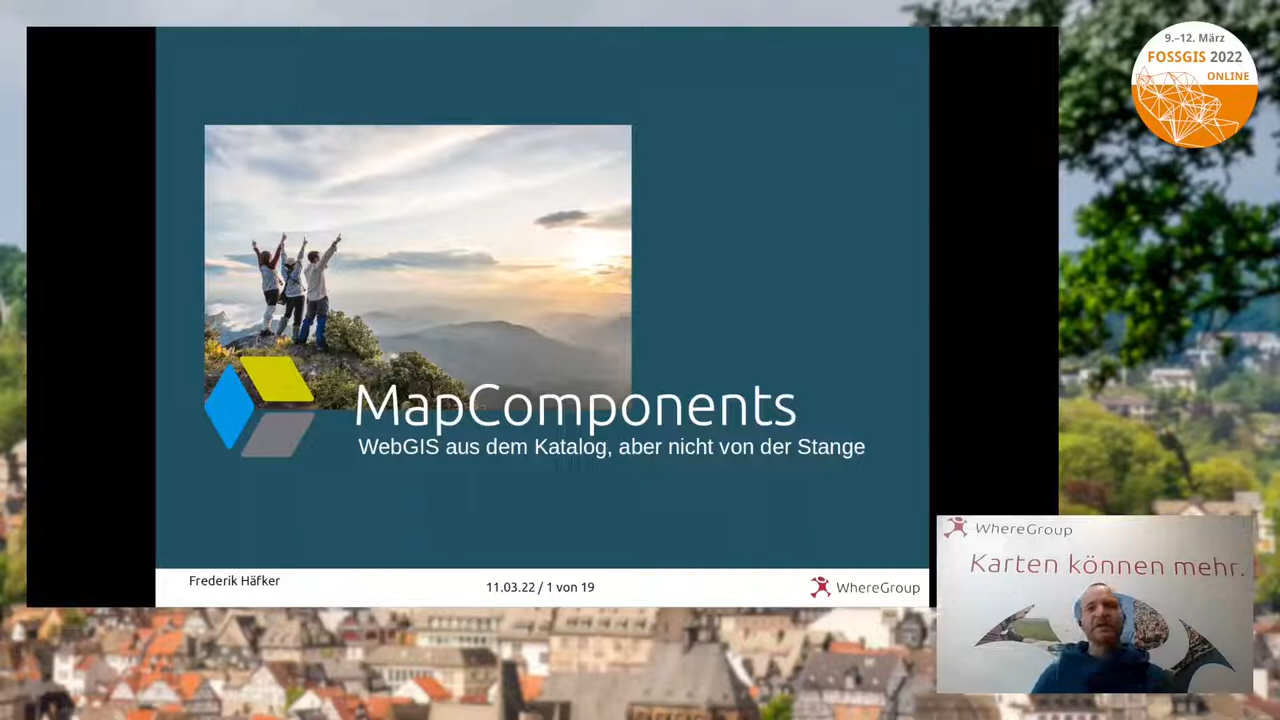 9.–12. März
FOSSGIS 2022
ONLINE
MapComponents
WebGIS aus dem Katalog, aber nicht von der Stange
Frederik Häfker
11.03.22 / 1 von 19
WhereGroup
WhereGroup
Karten können mehr.